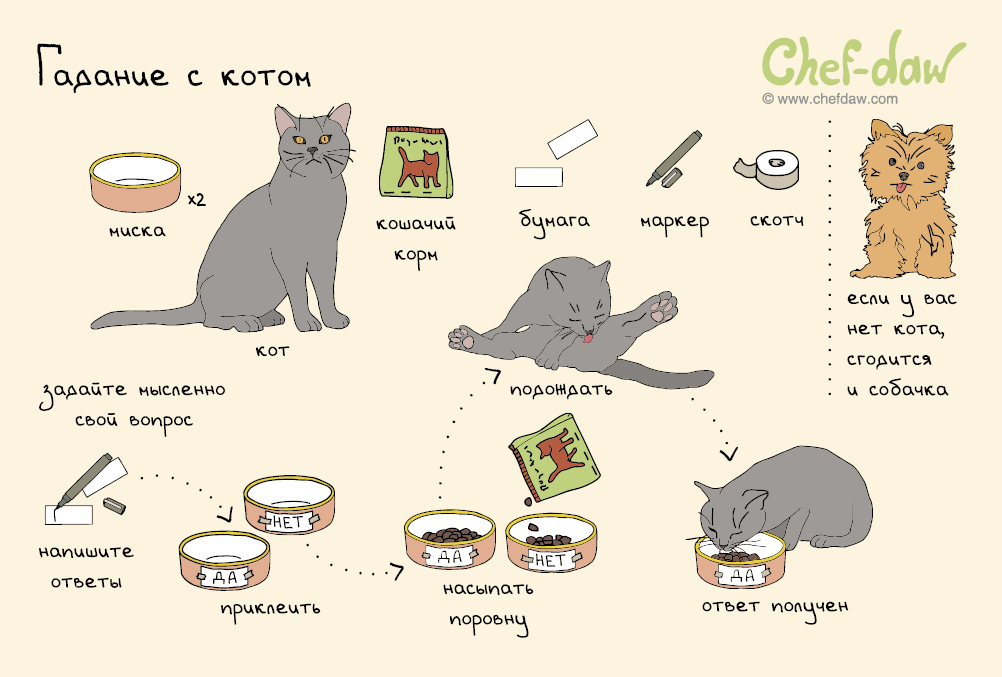 Гадание с котом
Chef-daw
© www.chefdaw.com
x2
миска
кот
кошачий
корм
бумага
маркер
скотч
если у вас
нет кота,
сгодится
и собачка
задайте мысленно
свой вопрос
напишите
ответы
НЕТ
ДА
приклеить
ДА
НЕТ
насыпать
поровну
подождать
ДА
ответ получен